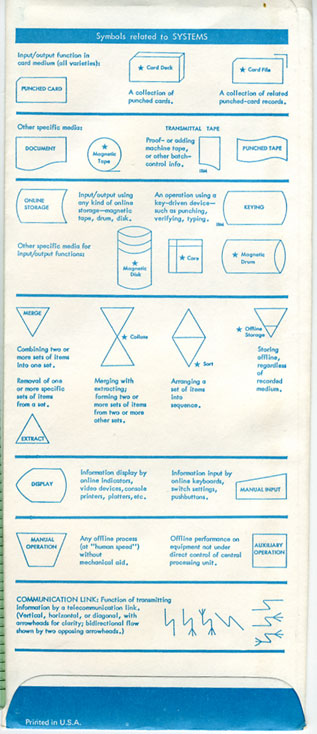 Symbols related to SYSTEMS
Input/output function in
card medium (all varieties):
PUNCHED CARD
★ Card Deck
A collection of
punched cards.
★ Card File
A collection of related
punched-card records.
Other specific media:
DOCUMENT
★ Magnetic
Tape
TRANSMITTAL TAPE
Proof- or adding
machine tape,
or other batch-
control info.
IBM
PUNCHED TAPE
ONLINE
STORAGE
Input/output using
any kind of online
storage—magnetic
tape, drum, disk.
An operation using a
key-driven device—
such as punching,
verifying, typing.
IBM
KEYING
Other specific media for
input/output functions:
★
Magnetic
Disk
★ Core
★ Magnetic
Drum
MERGE
Combining two or
more sets of items
into one set.
Removal of one
or more specific
sets of items
from a set.
EXTRACT
★ Collate
Merging with
extracting;
forming two or
more sets of items
from two or more
other sets.
★ Sort
Arranging a
set of items
into
sequence.
★ Offline
Storage
Storing
offline,
regardless
of
recorded
medium.
DISPLAY
Information display by
online indicators,
video devices, console
printers, plotters, etc.
Information input by
online keyboards,
switch settings,
pushbuttons.
MANUAL INPUT
MANUAL
OPERATION
Any offline process
(at "human speed")
without
mechanical aid.
Offline performance on
equipment not under
direct control of central
processing unit.
AUXILIARY
OPERATION
COMMUNICATION LINK: Function of transmitting
information by a telecommunication link.
(Vertical, horizontal, or diagonal, with
arrowheads for clarity; bidirectional flow
shown by two opposing arrowheads.)
Printed in U.S.A.